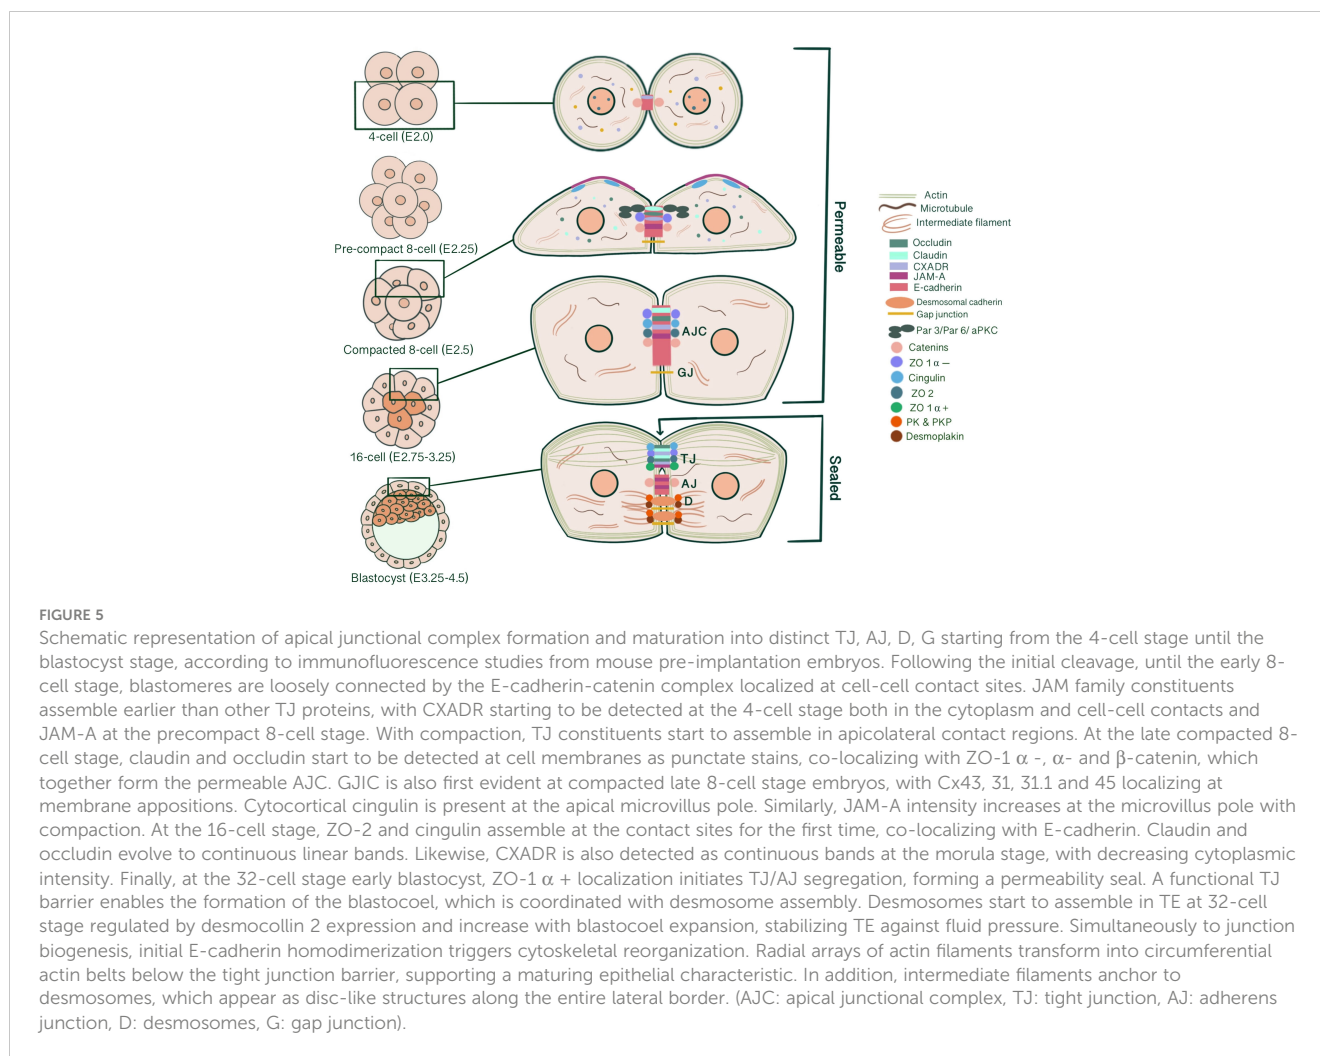 4-cell (E2.0)
Pre-compact 8-cell (E2.25)
Compacted 8-cell (E2.5)
16-cell (E2.75-3.25)
Blastocyst (E3.25-4.5)
AJC
GJ
TJ
AJ
D
Permeable
Sealed
Actin
Microtubule
Intermediate filament
Occludin
Claudin
CXADR
JAM-A
E-cadherin
Desmosomal cadherin
Gap junction
Par 3/Par 6/ aPKC
Catenins
ZO 1 α –
Cingulin
ZO 2
ZO 1 α +
PK & PKP
Desmoplakin
FIGURE 5
Schematic representation of apical junctional complex formation and maturation into distinct TJ, AJ, D, G starting from the 4-cell stage until the
blastocyst stage, according to immunofluorescence studies from mouse pre-implantation embryos. Following the initial cleavage, until the early 8-
cell stage, blastomeres are loosely connected by the E-cadherin-catenin complex localized at cell-cell contact sites. JAM family constituents
assemble earlier than other TJ proteins, with CXADR starting to be detected at the 4-cell stage both in the cytoplasm and cell-cell contacts and
JAM-A at the precompact 8-cell stage. With compaction, TJ constituents start to assemble in apicolateral contact regions. At the late compacted 8-
cell stage, claudin and occludin start to be detected at cell membranes as punctate stains, co-localizing with ZO-1 α -, α- and β-catenin, which
together form the permeable AJC. GJIC is also first evident at compacted late 8-cell stage embryos, with Cx43, 31, 31.1 and 45 localizing at
membrane appositions. Cytocortical cingulin is present at the apical microvillus pole. Similarly, JAM-A intensity increases at the microvillus pole with
compaction. At the 16-cell stage, ZO-2 and cingulin assemble at the contact sites for the first time, co-localizing with E-cadherin. Claudin and
occludin evolve to continuous linear bands. Likewise, CXADR is also detected as continuous bands at the morula stage, with decreasing cytoplasmic
intensity. Finally, at the 32-cell stage early blastocyst, ZO-1 α + localization initiates TJ/AJ segregation, forming a permeability seal. A functional TJ
barrier enables the formation of the blastocoel, which is coordinated with desmosome assembly. Desmosomes start to assemble in TE at 32-cell
stage regulated by desmocollin 2 expression and increase with blastocoel expansion, stabilizing TE against fluid pressure. Simultaneously to junction
biogenesis, initial E-cadherin homodimerization triggers cytoskeletal reorganization. Radial arrays of actin filaments transform into circumferential
actin belts below the tight junction barrier, supporting a maturing epithelial characteristic. In addition, intermediate filaments anchor to
desmosomes, which appear as disc-like structures along the entire lateral border. (AJC: apical junctional complex, TJ: tight junction, AJ: adherens
junction, D: desmosomes, G: gap junction).